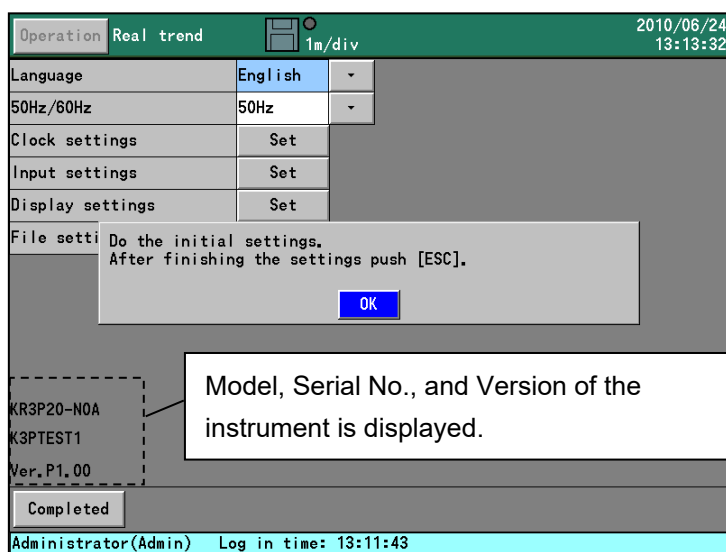 Operation Real trend 1m/div 2010/06/24
13:13:32
Language English
50Hz/60Hz 50Hz
Clock settings Set
Input settings Set
Display settings Set
File setti
Do the initial settings.
After finishing the settings push [ESC].
OK
Model, Serial No., and Version of the
instrument is displayed.
KR3P20-N0A
K3PTEST1
Ver.P1.00
Completed
Administrator(Admin) Log in time: 13:11:43